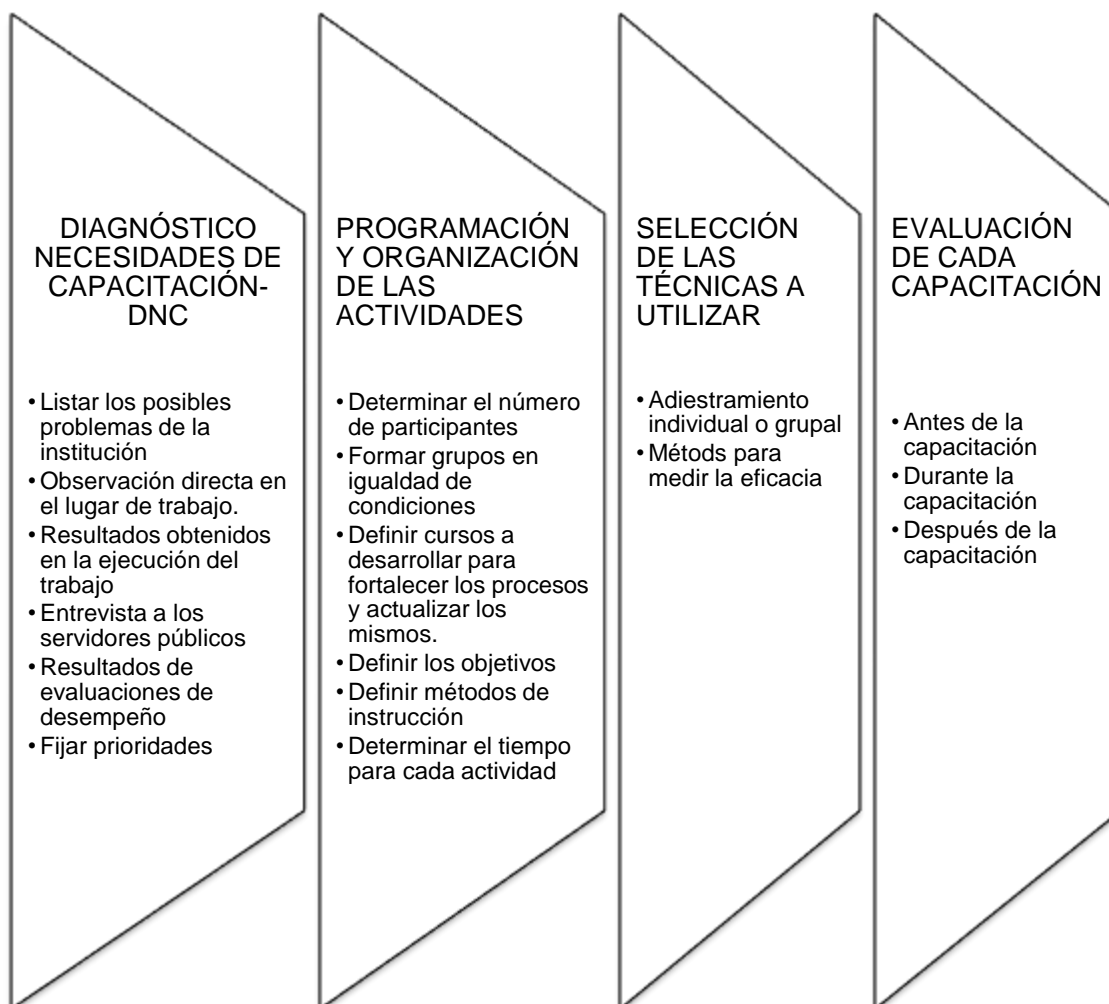 DIAGNÓSTICO
NECESIDADES DE
CAPACITACIÓN-
DNC
• Listar los posibles
problemas de la
institución
• Observación directa en
el lugar de trabajo.
• Resultados obtenidos
en la ejecución del
trabajo
• Entrevista a los
servidores públicos
• Resultados de
evaluaciones de
desempeño
• Fijar prioridades
PROGRAMACIÓN
Y ORGANIZACIÓN
DE LAS
ACTIVIDADES
• Determinar el número
de participantes
• Formar grupos en
igualdad de
condiciones
• Definir cursos a
desarrollar para
fortalecer los procesos
y actualizar los
mismos.
• Definir los objetivos
• Definir métodos de
instrucción
• Determinar el tiempo
para cada actividad
SELECCIÓN
DE LAS
TÉCNICAS A
UTILIZAR
• Adiestramiento
individual o grupal
• Métods para
medir la eficacia
EVALUACIÓN
DE CADA
CAPACITACIÓN
• Antes de la
capacitación
• Durante la
capacitación
• Después de la
capacitación